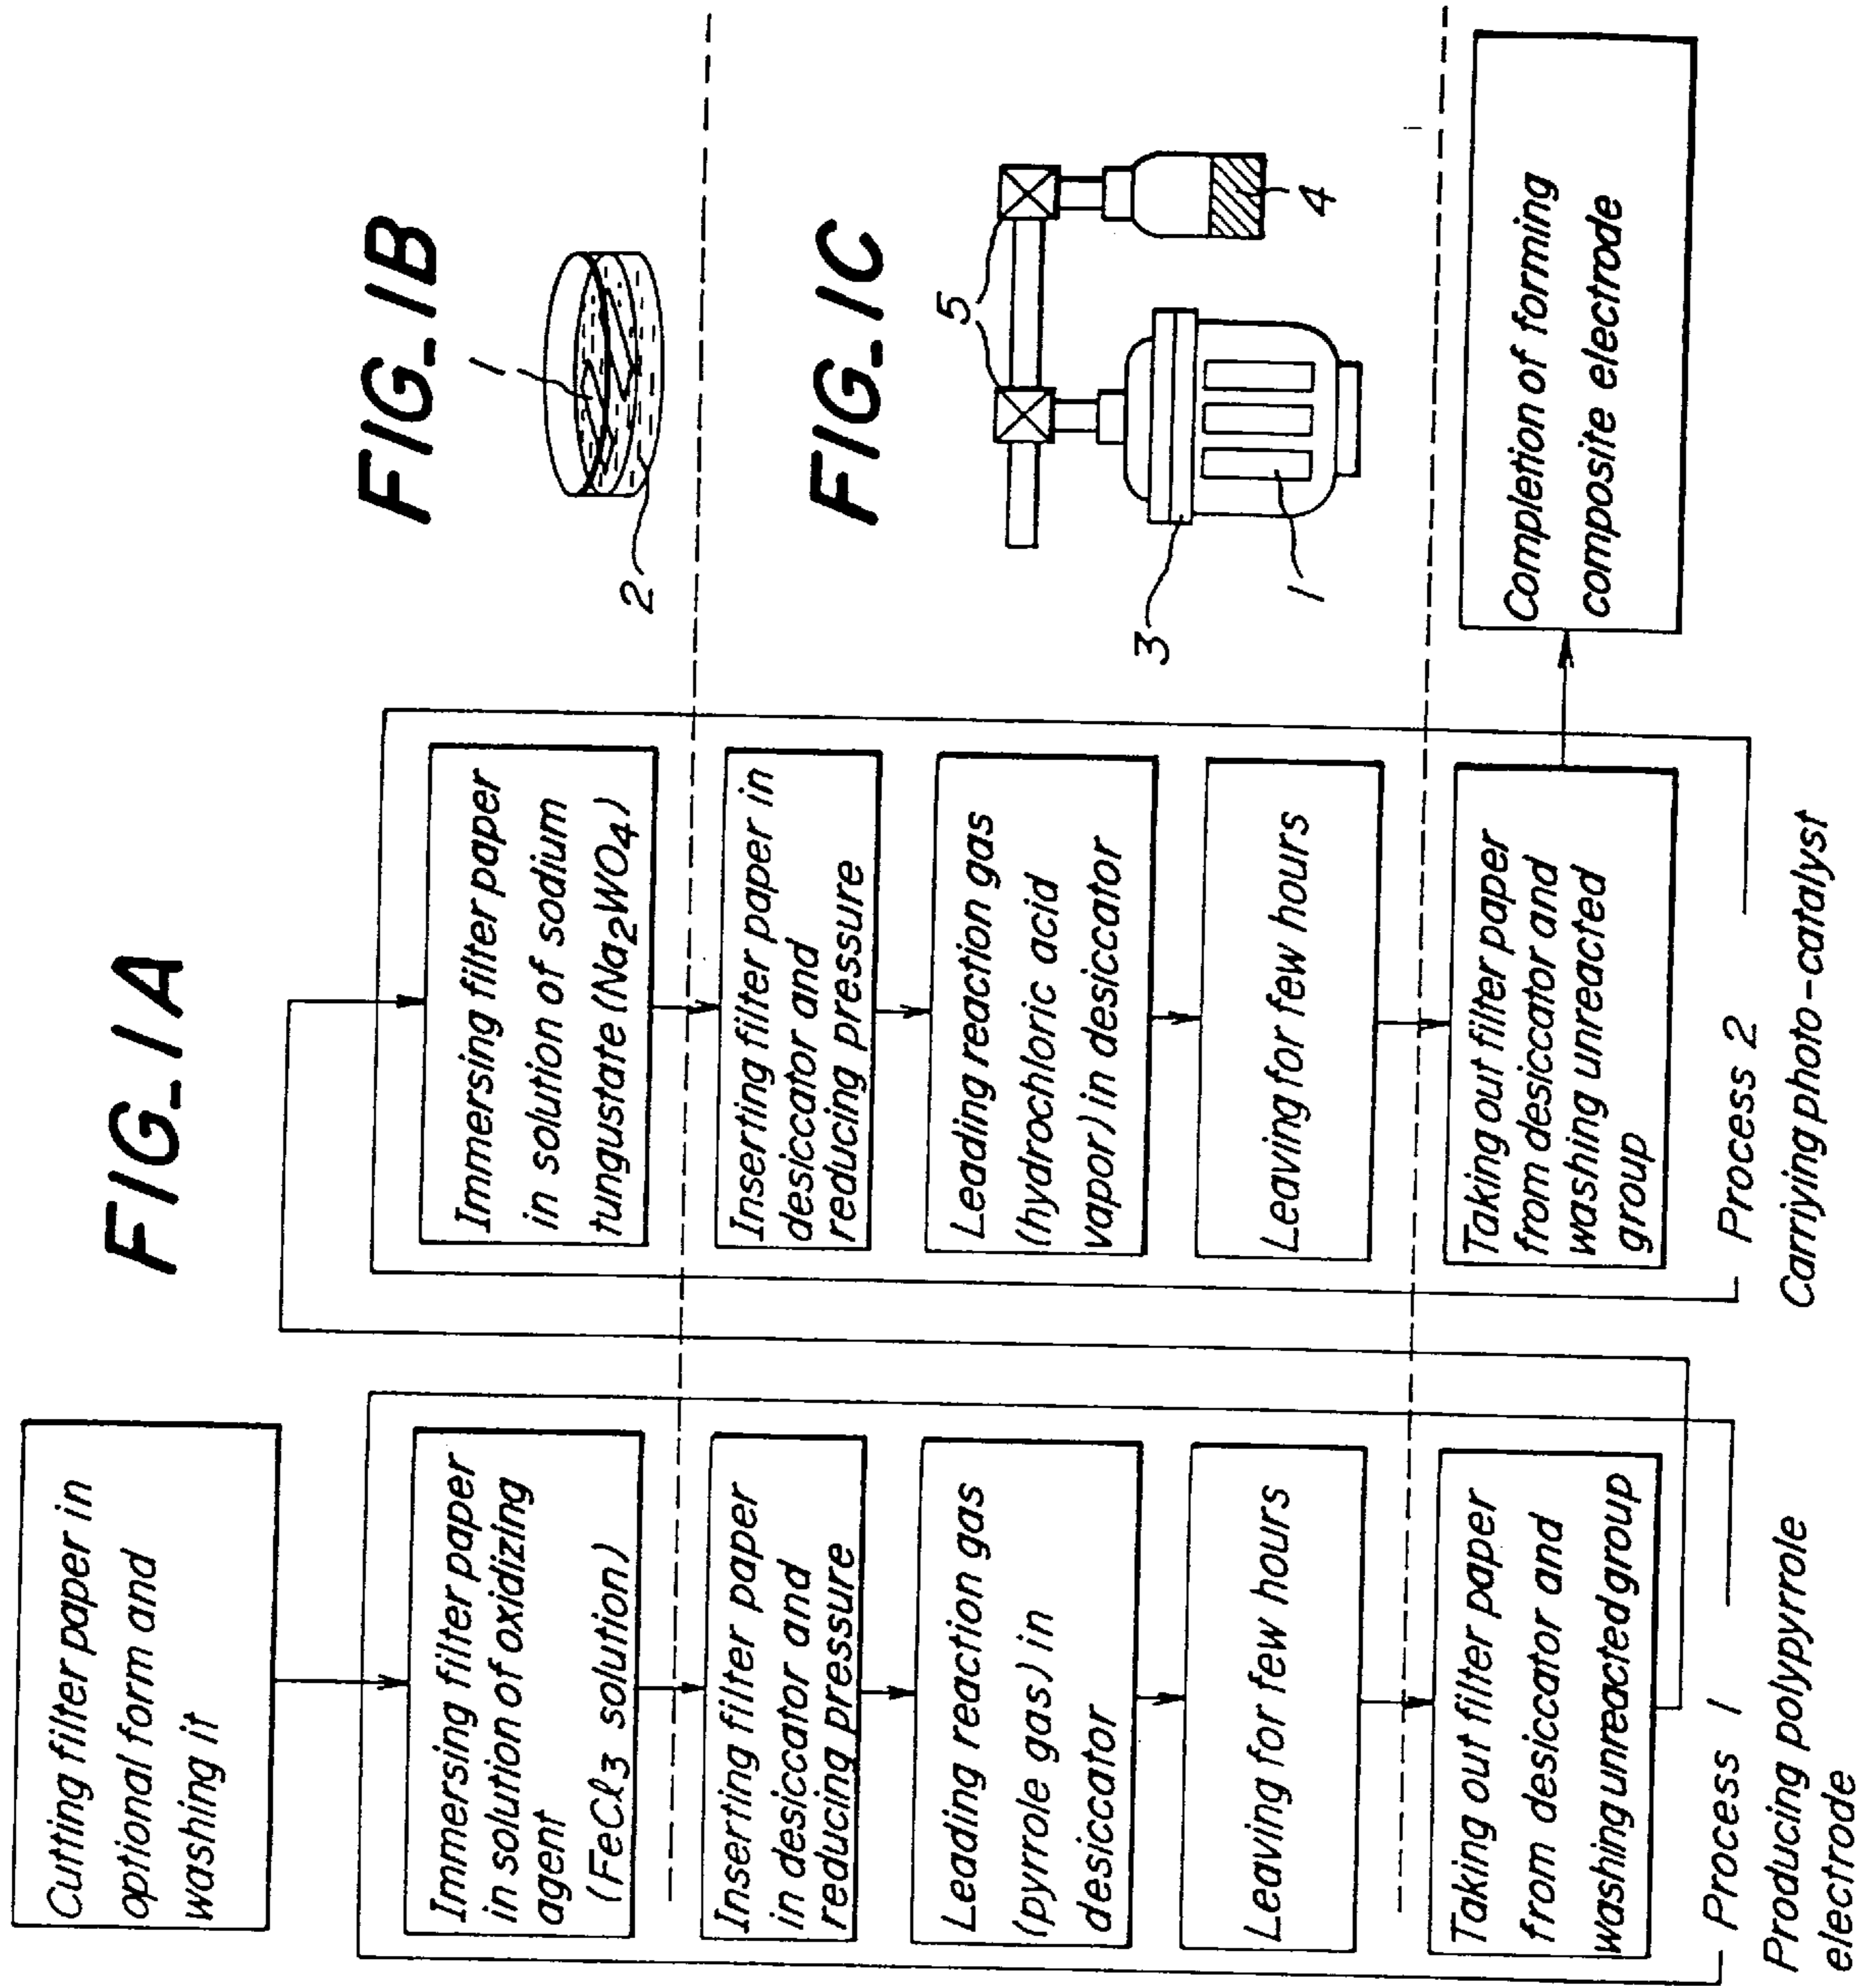 FIG_1A
Cutting filter paper in
optional form and
washing it
Immersing filter paper
in solution of oxidizing
agent
(FeCl3 solution)
Inserting filter paper
in desiccator and
reducing pressure
Leading reaction gas
(pyrrole gas) in
desiccator
Leaving for few hours
Taking out filter paper
from desiccator and
washing unreacted group
Process 1
Producing polypyrrole
electrode
Immersing filter paper
in solution of sodium
tungustate (Na2WO4)
Inserting filter paper in
desiccator and
reducing pressure
Leading reaction gas
(hydrochloric acid
vapor) in desiccator
Leaving for few hours
Taking out filter paper
from desiccator and
washing unreacted
group
Process 2
Carriying photo-catalyst
Completion of forming
composite electrode
FIG_1B
1
2
FIG_1C
5
3
1
4